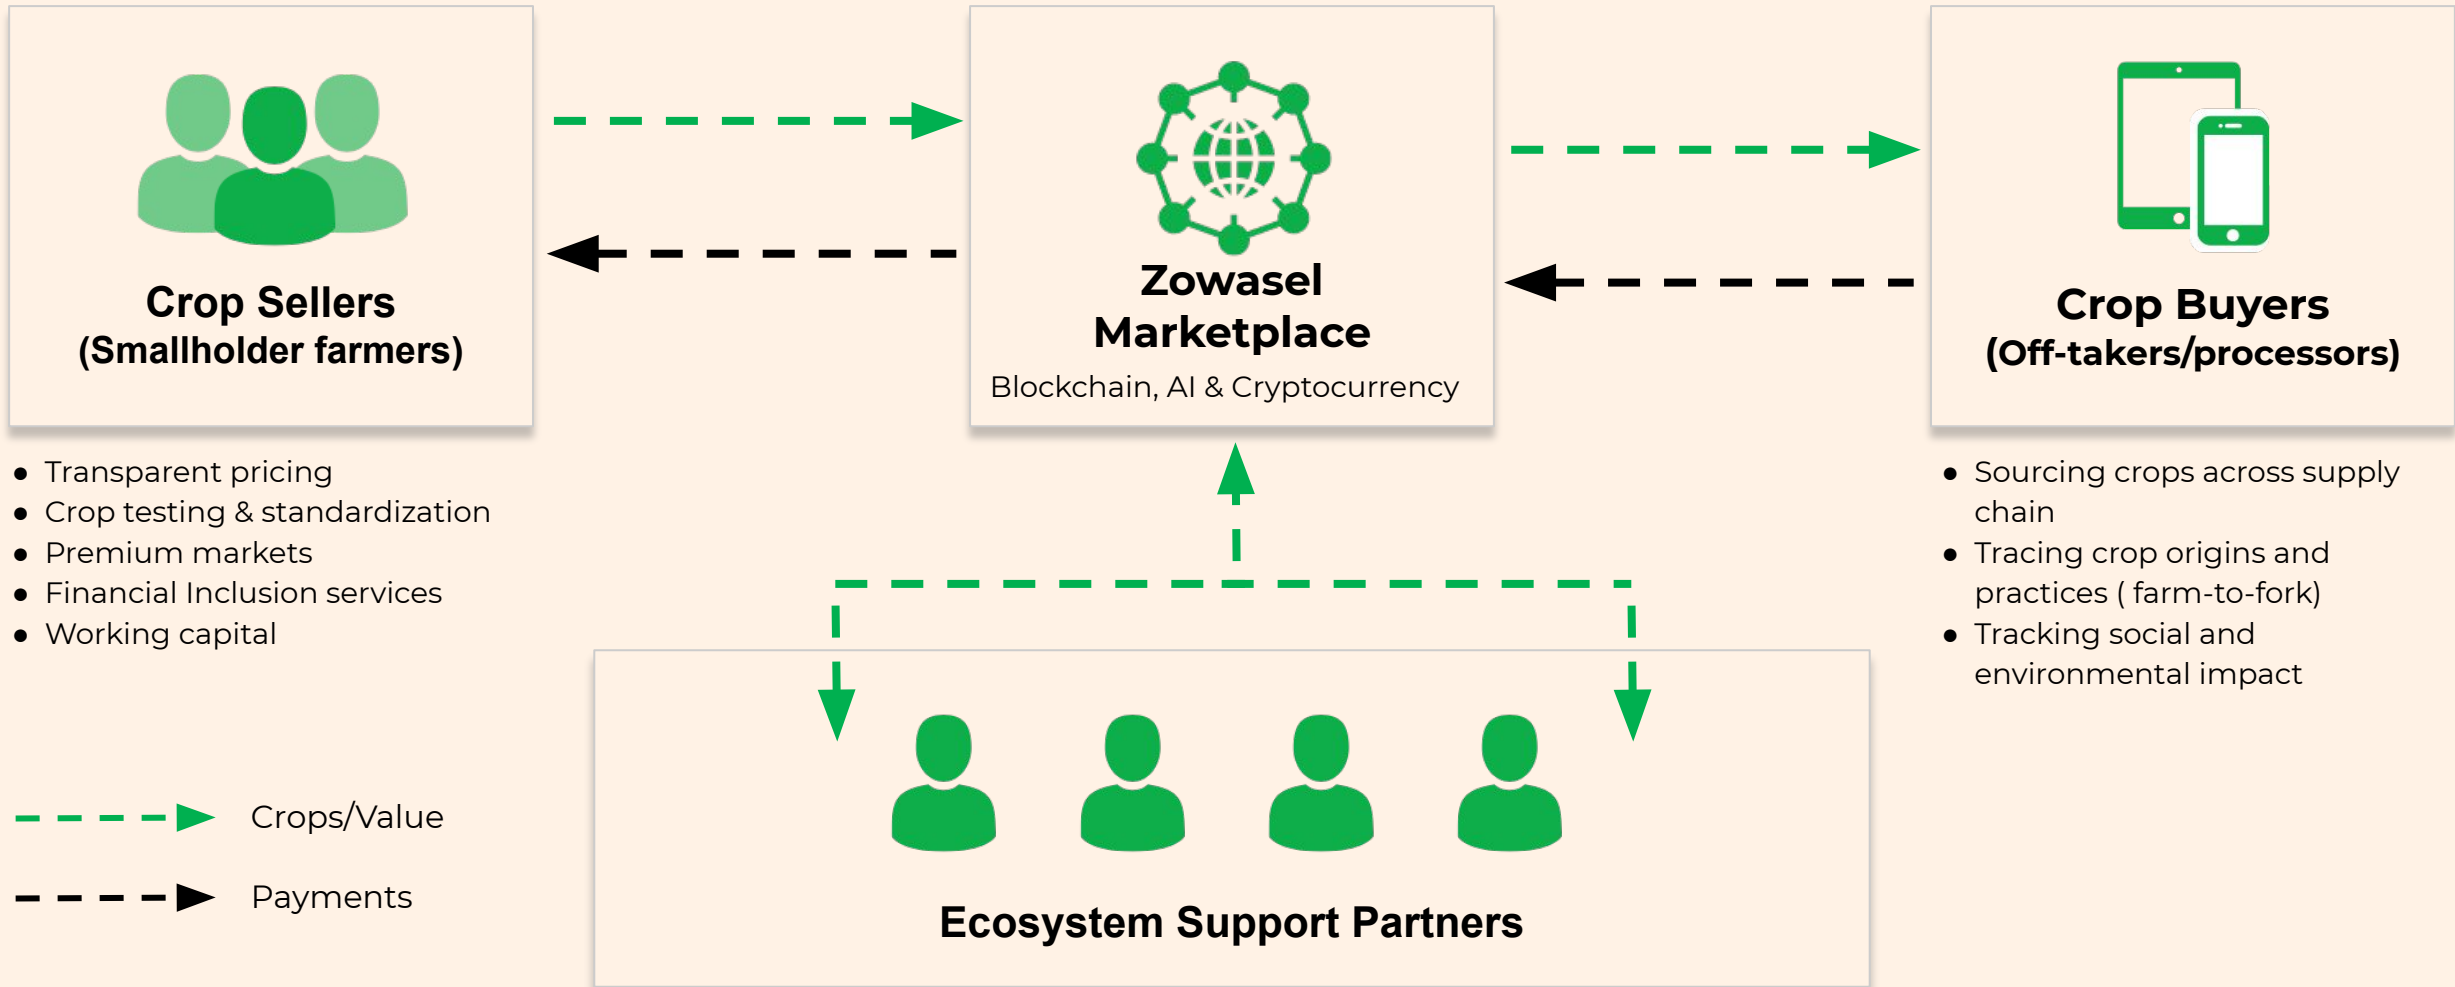 Crop Sellers
(Smallholder farmers)
Zowasel
Marketplace
Blockchain, AI & Cryptocurrency
Crop Buyers
(Off-takers/processors)
● Transparent pricing
● Crop testing & standardization
● Premium markets
● Financial Inclusion services
● Working capital
● Sourcing crops across supply
chain
● Tracing crop origins and
practices ( farm-to-fork)
● Tracking social and
environmental impact
Crops/Value
Payments
Ecosystem Support Partners